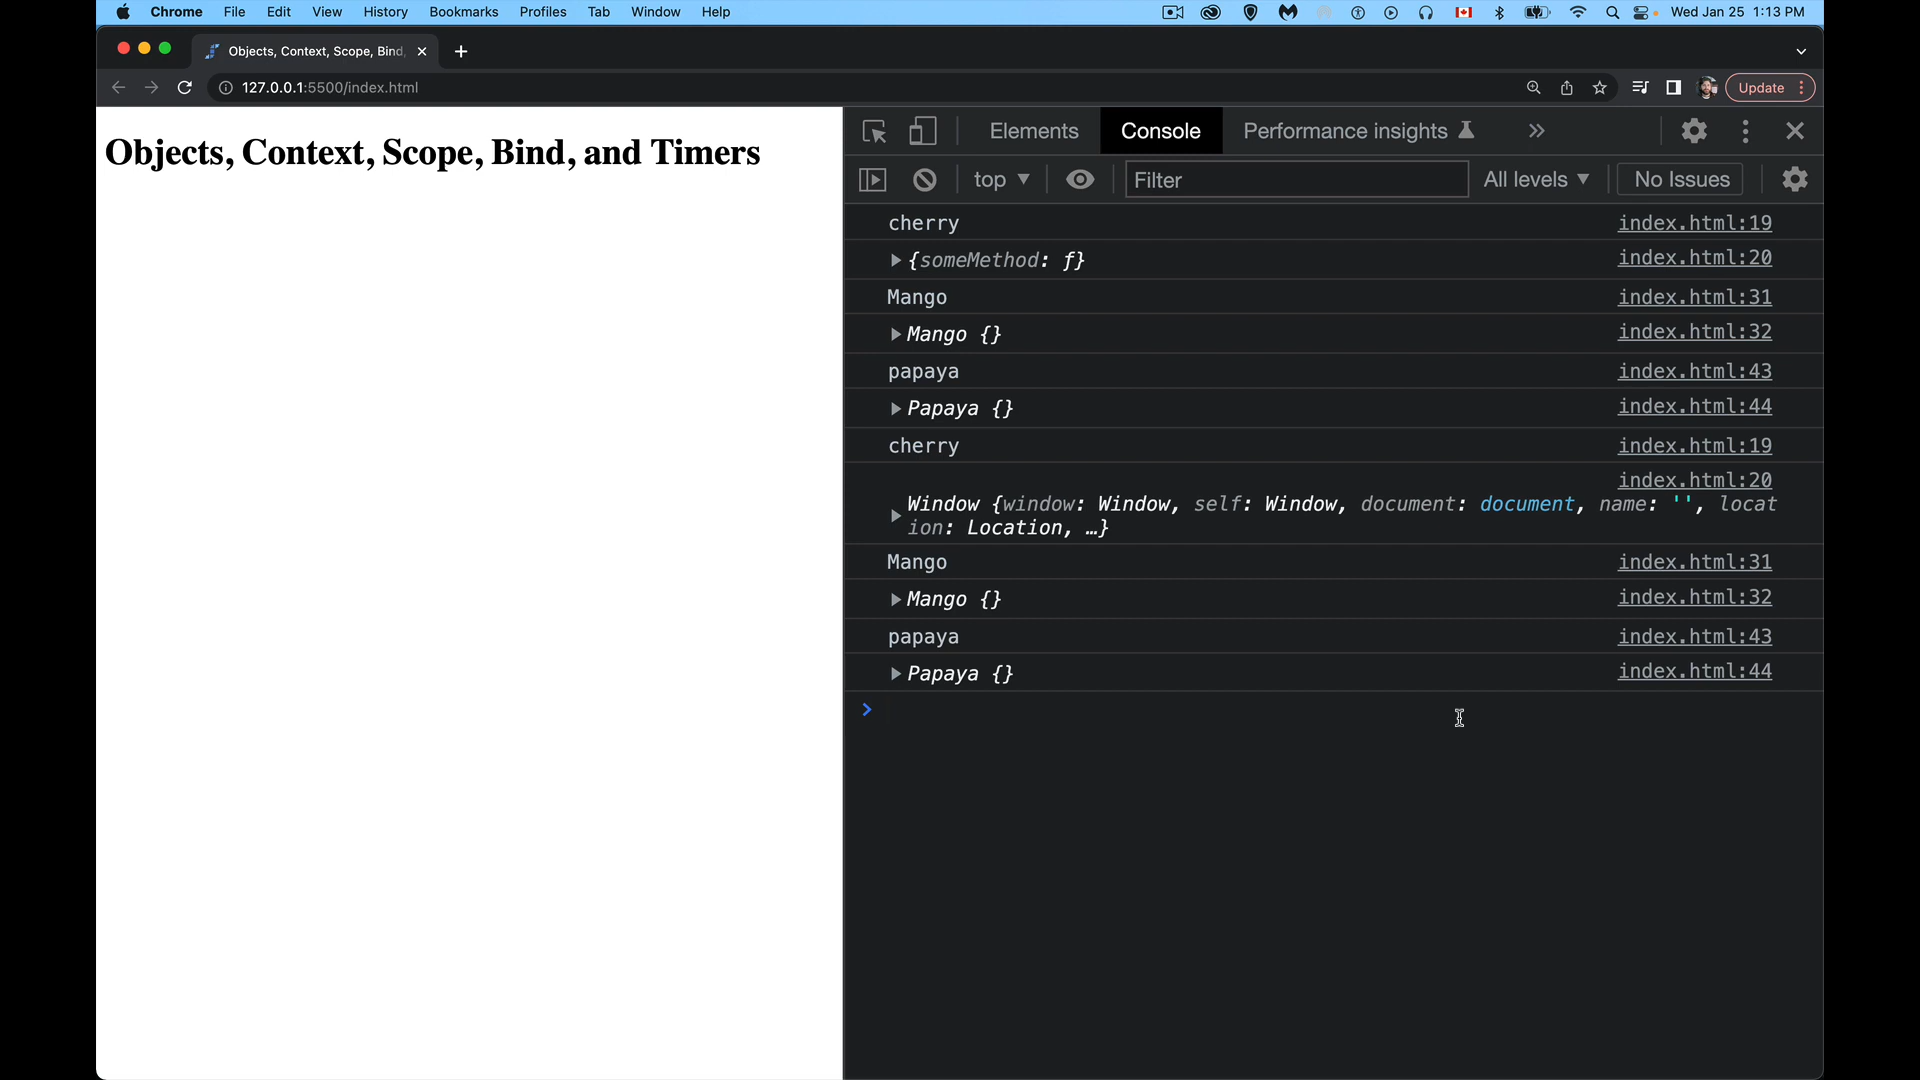 Chrome File Edit View History Bookmarks Profiles Tab Window Help Wed Jan 25 1:13 PM
Objects, Context, Scope, Bind,
127.0.0.1:5500/index.html Update
Objects, Context, Scope, Bind, and Timers
Elements Console Performance insights
top Filter All levels No Issues
cherry index.html:19
{someMethod: ƒ} index.html:20
Mango index.html:31
Mango {} index.html:32
papaya index.html:43
Papaya {} index.html:44
cherry index.html:19
index.html:20
Window {window: Window, self: Window, document: document, name: '', locat
ion: Location, …}
Mango index.html:31
Mango {} index.html:32
papaya index.html:43
Papaya {} index.html:44